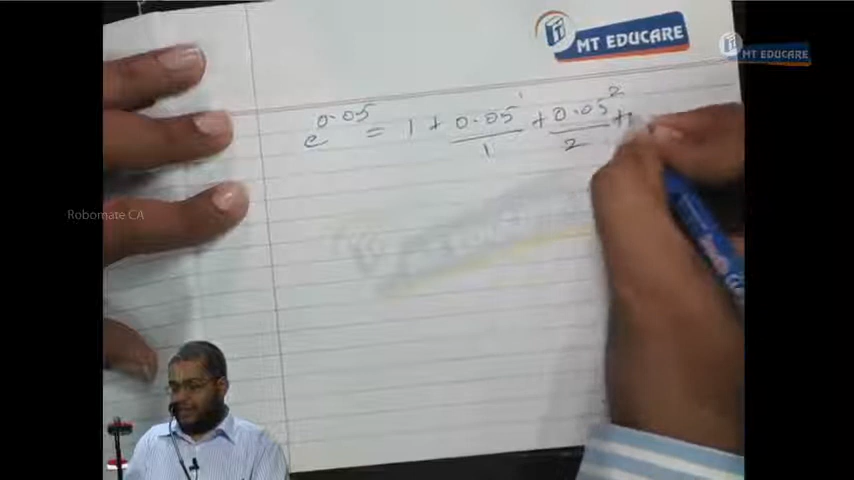 MT EDUCARE
MT EDUCARE
e^0.05 = 1 + 0.05^1/1 + 0.05^2/2 +
Robomate CA